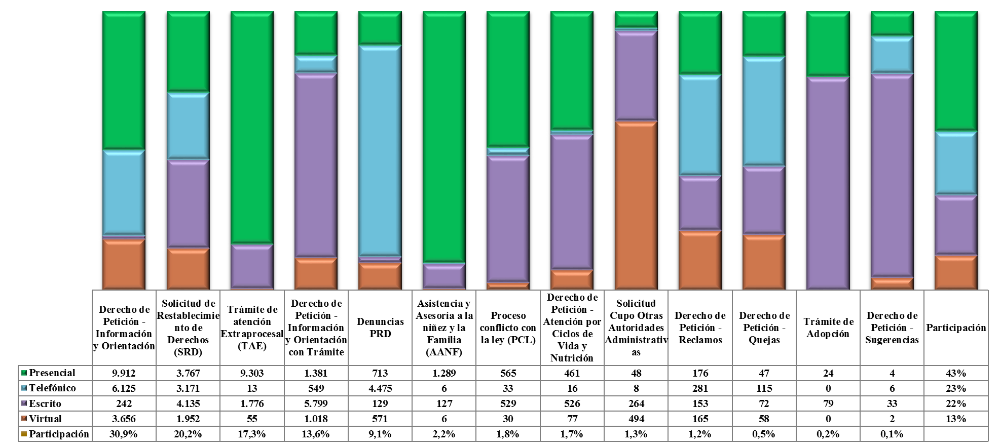 Derecho de
Petición -
Información
y Orientación
Solicitud de
Restablecimie
nto de
Derechos
(SRD)
Trámite de
atención
Extraprocesal
(TAE)
Derecho de
Petición -
Información
y Orientación
con Trámite
Denuncias
PRD
Asistencia y
Asesoría a la
niñez y la
Familia
(AANF)
Proceso
conflicto con
la ley (PCL)
Derecho de
Petición -
Atención por
Ciclos de
Vida y
Nutrición
Solicitud
Cupo Otras
Autoridades
Administrativ
as
Derecho de
Petición -
Reclamos
Derecho de
Petición -
Quejas
Trámite de
Adopción
Derecho de
Petición -
Sugerencias
Participación
Presencial 9.912 3.767 9.303 1.381 713 1.289 565 461 48 176 47 24 4 43%
Telefónico 6.125 3.171 13 549 4.475 6 33 16 8 281 115 0 6 23%
Escrito 242 4.135 1.776 5.799 129 127 529 526 264 153 72 79 33 22%
Virtual 3.656 1.952 55 1.018 571 6 30 77 494 165 58 0 2 13%
Participación 30,9% 20,2% 17,3% 13,6% 9,1% 2,2% 1,8% 1,7% 1,3% 1,2% 0,5% 0,2% 0,1%